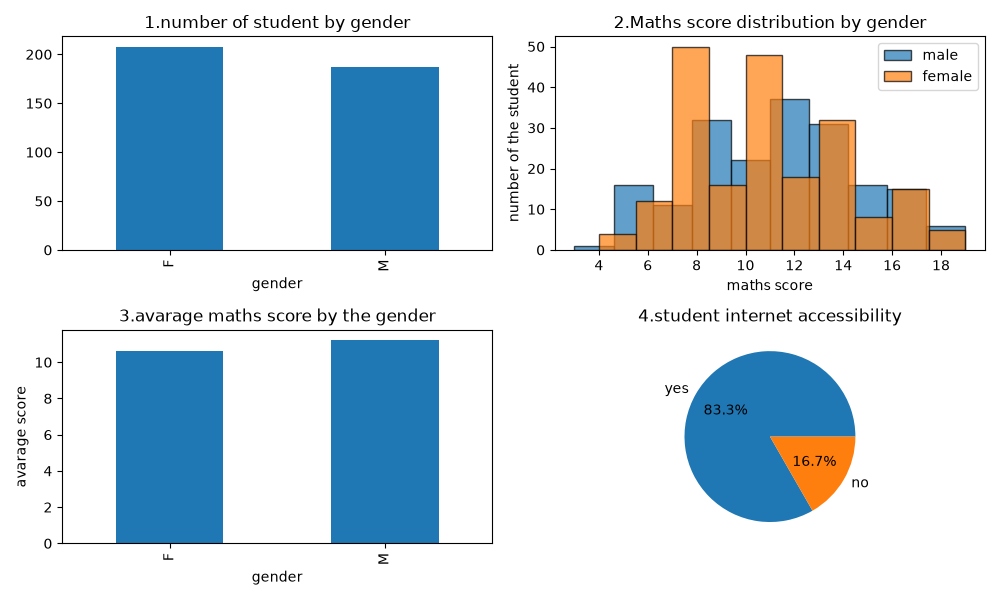 1.number of student by gender
200
150
100
50
0
F
M
gender
2.Maths score distribution by gender
number of the student
50
40
30
20
10
0
male
female
4
6
8
10
12
14
16
18
maths score
3.avarage maths score by the gender
avarage score
10
8
6
4
2
0
F
M
gender
4.student internet accessibility
yes
83.3%
16.7%
no